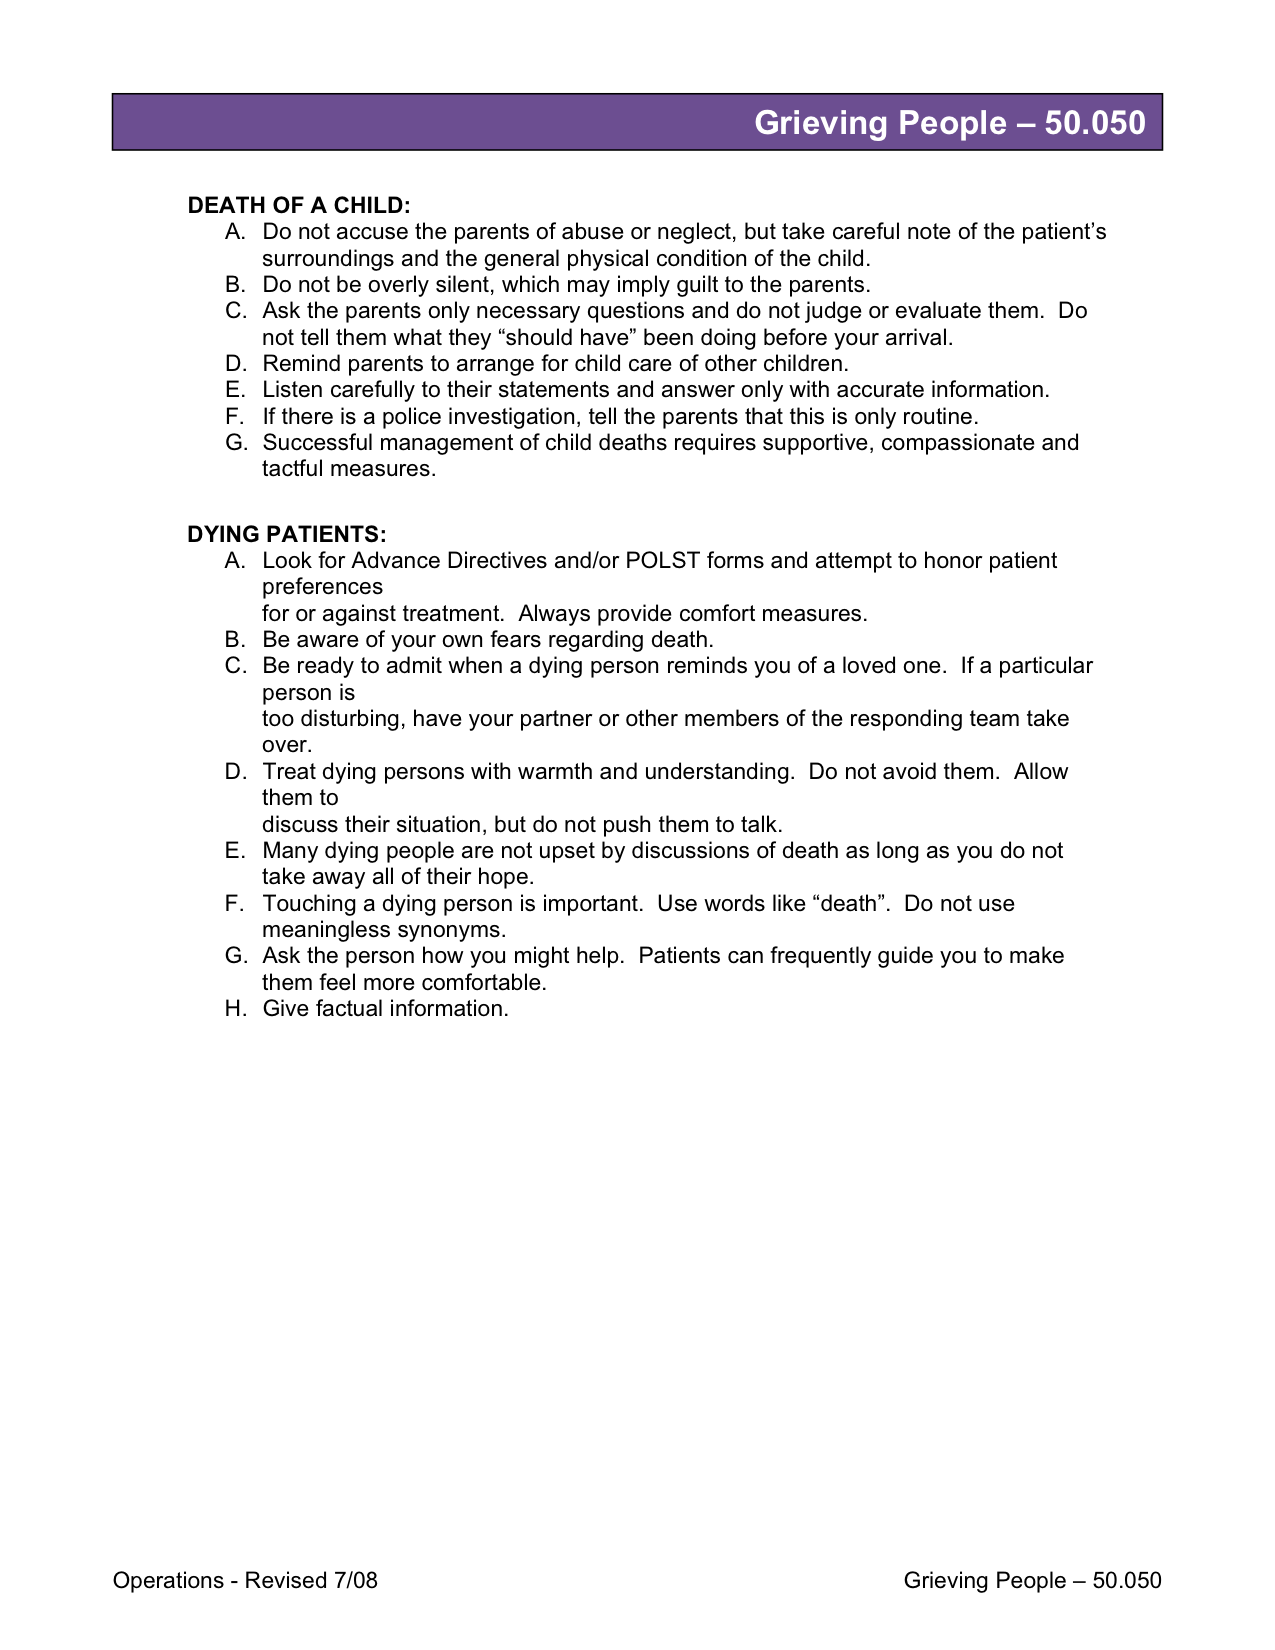 Grieving People – 50.050
DEATH OF A CHILD:
A. Do not accuse the parents of abuse or neglect, but take careful note of the patient’s
surroundings and the general physical condition of the child.
B. Do not be overly silent, which may imply guilt to the parents.
C. Ask the parents only necessary questions and do not judge or evaluate them.  Do
not tell them what they “should have” been doing before your arrival.
D. Remind parents to arrange for child care of other children.
E. Listen carefully to their statements and answer only with accurate information.
F. If there is a police investigation, tell the parents that this is only routine.
G. Successful management of child deaths requires supportive, compassionate and
tactful measures.
DYING PATIENTS:
A. Look for Advance Directives and/or POLST forms and attempt to honor patient
preferences
for or against treatment.  Always provide comfort measures.
B. Be aware of your own fears regarding death.
C. Be ready to admit when a dying person reminds you of a loved one.  If a particular
person is
too disturbing, have your partner or other members of the responding team take
over.
D. Treat dying persons with warmth and understanding.  Do not avoid them.  Allow
them to
discuss their situation, but do not push them to talk.
E. Many dying people are not upset by discussions of death as long as you do not
take away all of their hope.
F. Touching a dying person is important.  Use words like “death”.  Do not use
meaningless synonyms.
G. Ask the person how you might help.  Patients can frequently guide you to make
them feel more comfortable.
H. Give factual information.
Operations - Revised 7/08 Grieving People – 50.050